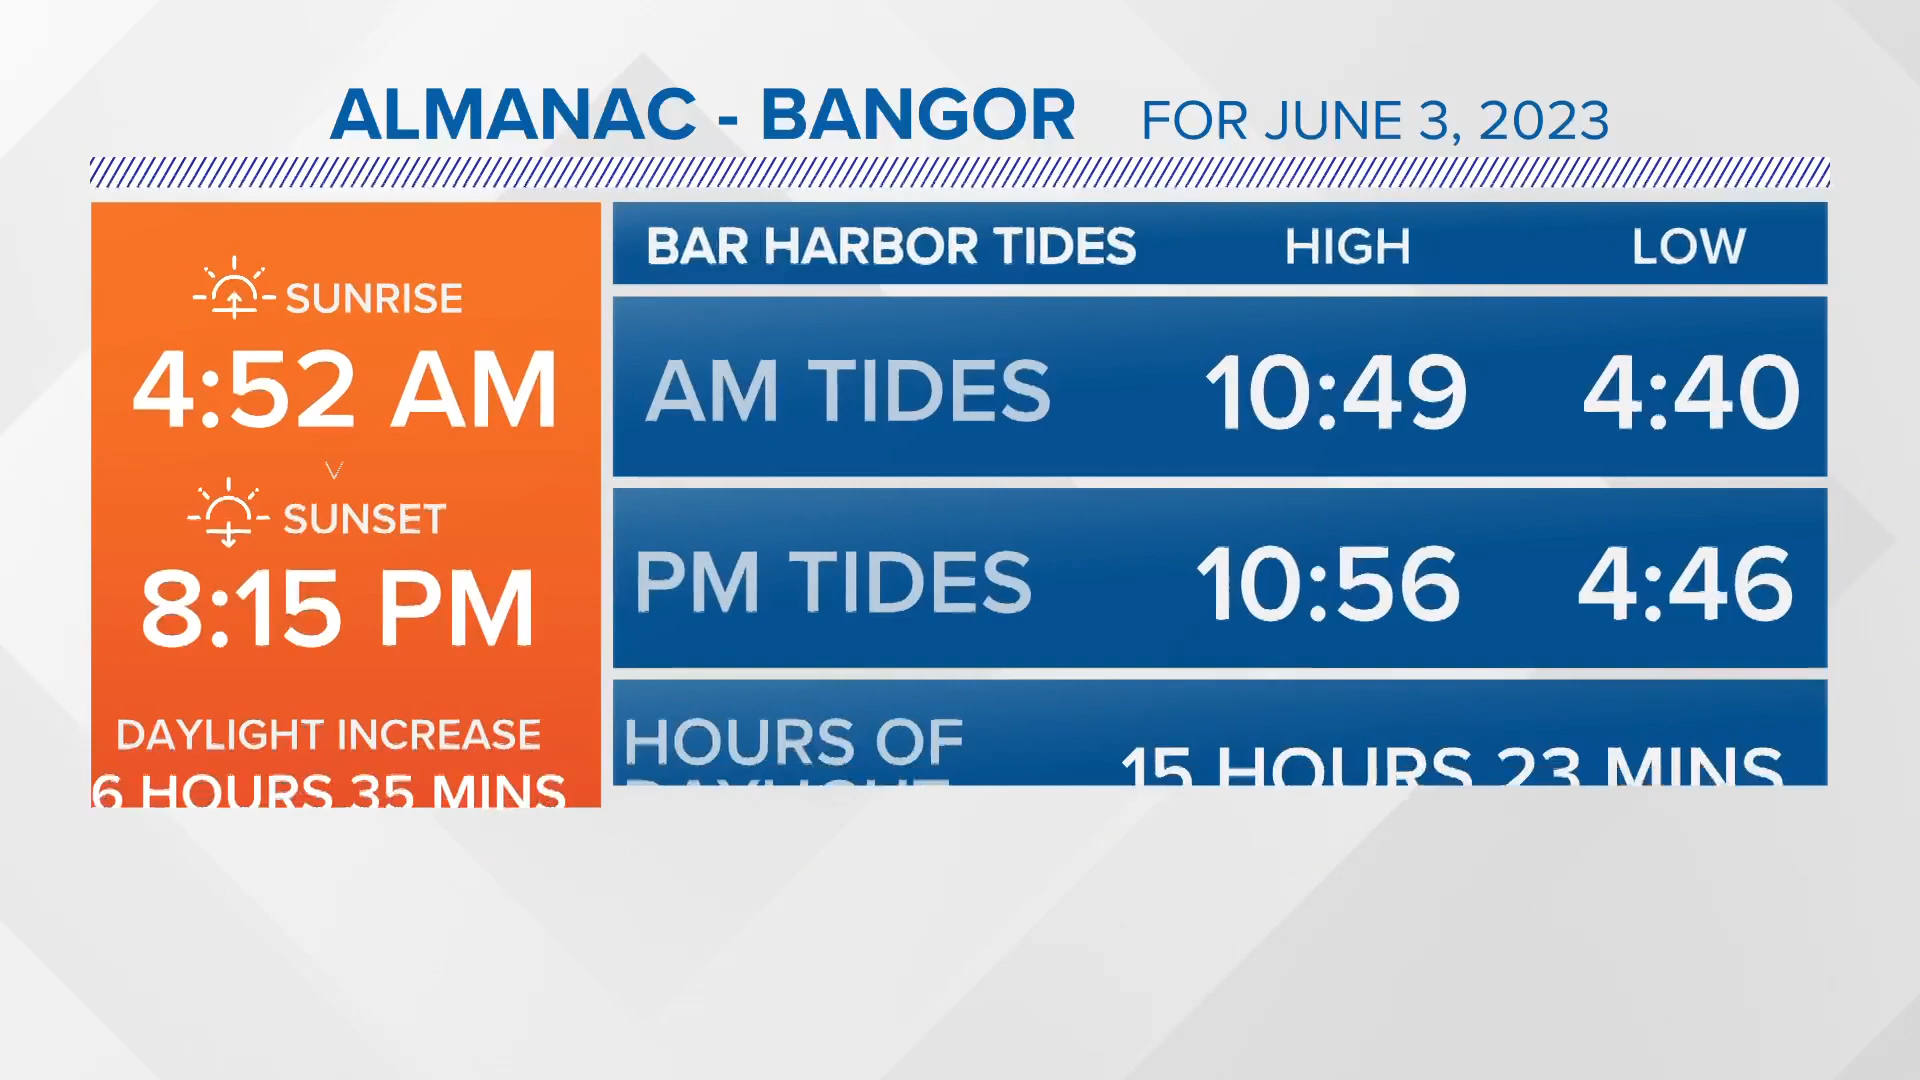 ALMANAC - BANGOR FOR JUNE 3, 2023
SUNRISE
4:52 AM
SUNSET
8:15 PM
DAYLIGHT INCREASE
6 HOURS 35 MINS
BAR HARBOR TIDES HIGH LOW
AM TIDES 10:49 4:40
PM TIDES 10:56 4:46
HOURS OF
DAYLIGHT
15 HOURS 23 MINS